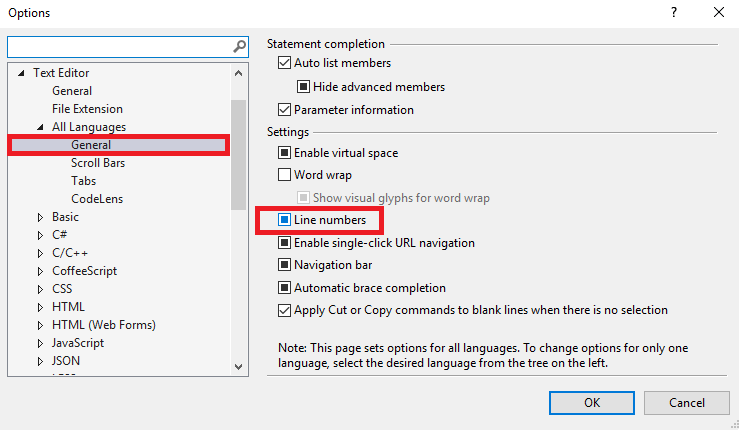 Options
?
Text Editor
General
File Extension
All Languages
General
Scroll Bars
Tabs
CodeLens
Basic
C#
C/C++
CoffeeScript
CSS
HTML
HTML (Web Forms)
JavaScript
JSON
Statement completion
Auto list members
Hide advanced members
Parameter information
Settings
Enable virtual space
Word wrap
Show visual glyphs for word wrap
Line numbers
Enable single-click URL navigation
Navigation bar
Automatic brace completion
Apply Cut or Copy commands to blank lines when there is no selection
Note: This page sets options for all languages. To change options for only one
language, select the desired language from the tree on the left.
OK
Cancel